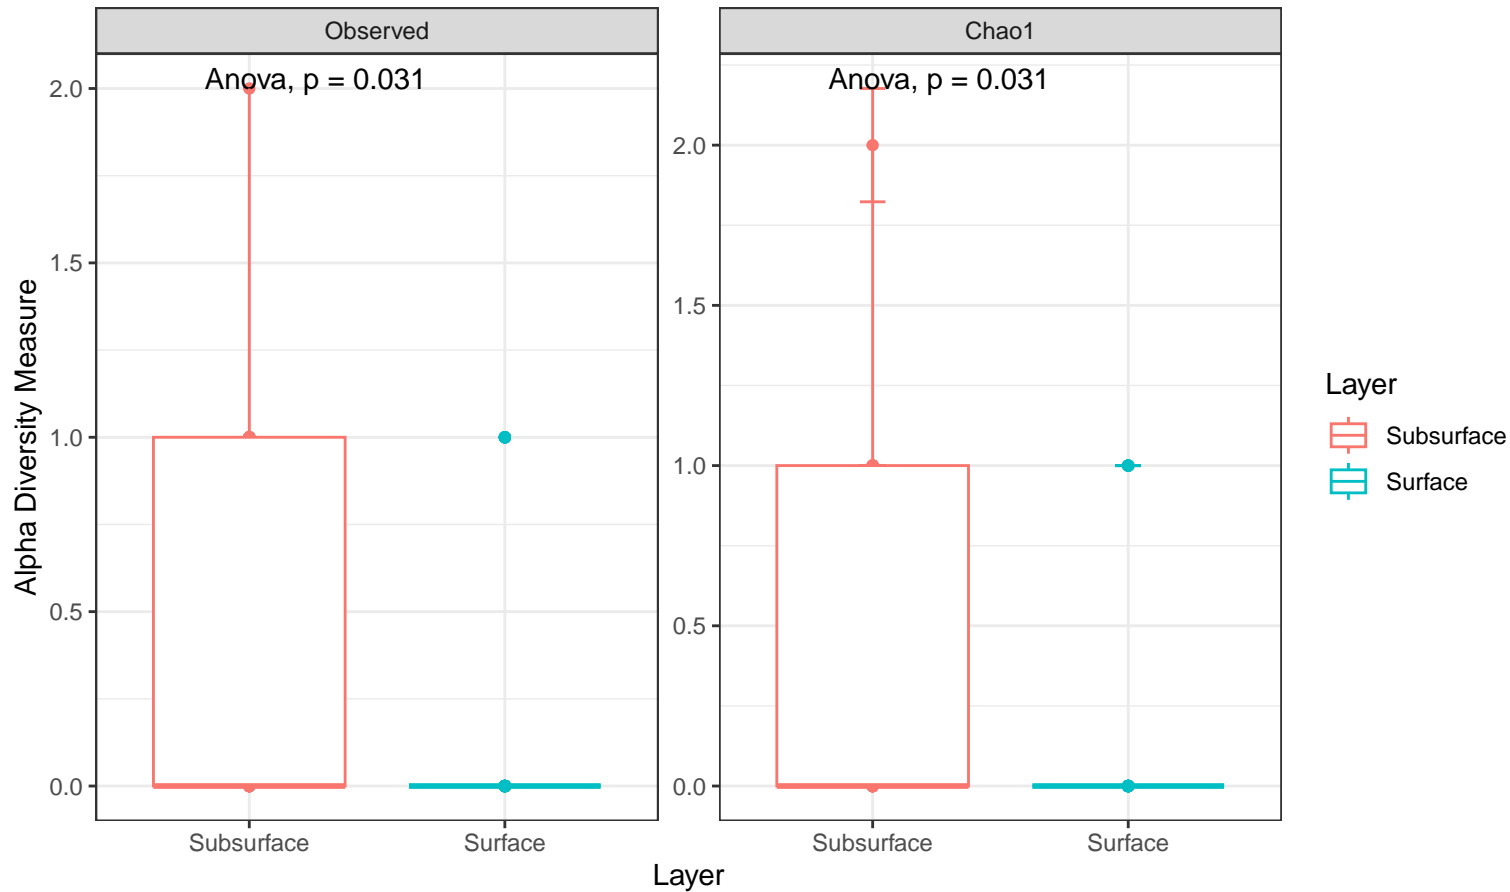 Observed
Chao1
Anova, p = 0.031
Anova, p = 0.031
2.0
1.5
1.0
0.5
0.0
2.0
1.5
1.0
0.5
0.0
Alpha Diversity Measure
Subsurface
Surface
Subsurface
Surface
Layer
Layer
Subsurface
Surface